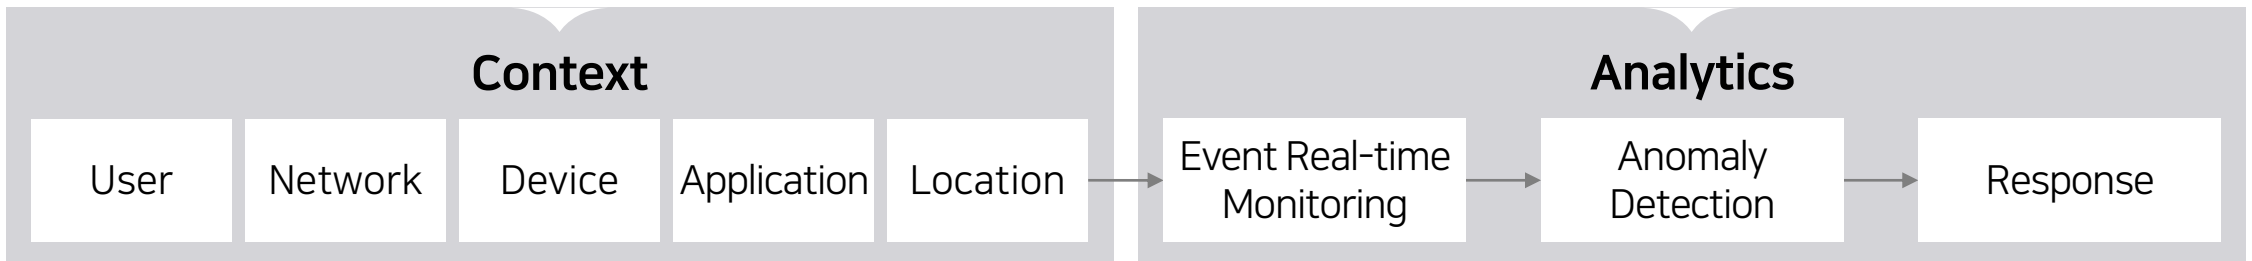 Context
User
Network
Device
Application
Location
Analytics
Event Real-time
Monitoring
Anomaly
Detection
Response